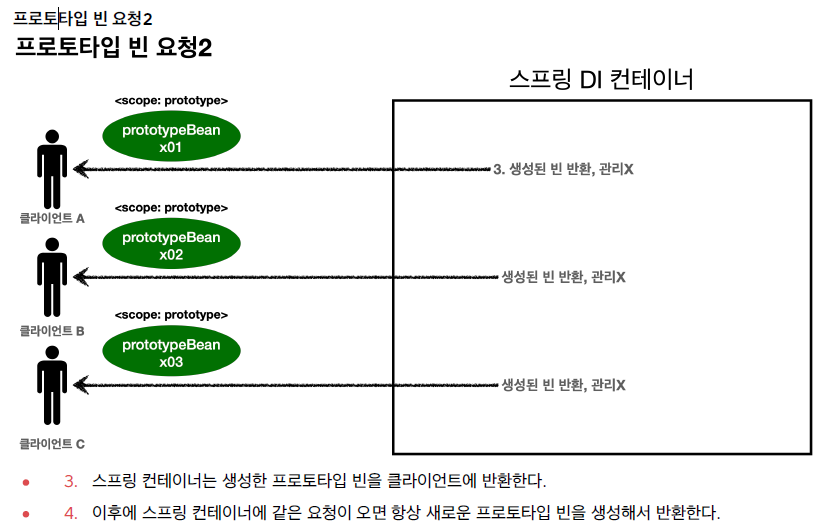 프로토타입 빈 요청2
프로토타입 빈 요청2
스프링 DI 컨테이너
<scope: prototype>
prototypeBean
x01
3. 생성된 빈 반환, 관리X
클라이언트 A
<scope: prototype>
prototypeBean
x02
생성된 빈 반환, 관리X
클라이언트 B
<scope: prototype>
prototypeBean
x03
생성된 빈 반환, 관리X
클라이언트 C
• 3. 스프링 컨테이너는 생성한 프로토타입 빈을 클라이언트에 반환한다.
• 4. 이후에 스프링 컨테이너에 같은 요청이 오면 항상 새로운 프로토타입 빈을 생성해서 반환한다.